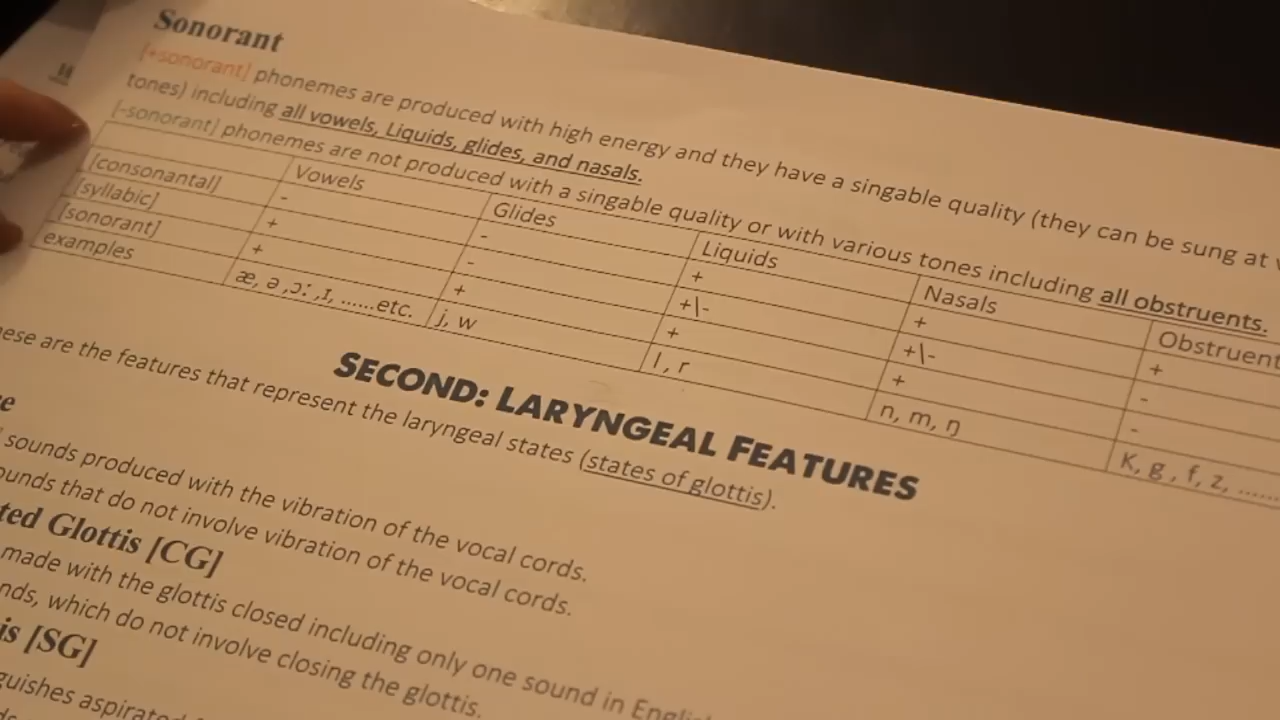 Sonorant
[+sonorant] phonemes are produced with high energy and they have a singable quality (they can be sung at
tones) including all vowels, Liquids, glides, and nasals.
[-sonorant] phonemes are not produced with a singable quality or with various tones including all obstruents.
Vowels Glides Liquids Nasals Obstruent
[consonantal] - - + + +
[syllabic] + - +\- +\- -
[sonorant] + + + + -
examples æ, ə ,ɔː ,ɪ, ......etc. j, w l , r n, m, ŋ K, g , f, z, ......
SECOND: LARYNGEAL FEATURES
ese are the features that represent the laryngeal states (states of glottis).
sounds produced with the vibration of the vocal cords.
ounds that do not involve vibration of the vocal cords.
ted Glottis [CG]
made with the glottis closed including only one sound in English
nds, which do not involve closing the glottis.
is [SG]
guishes aspirated